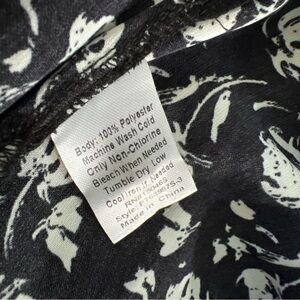 Body: 100% Polyester
Machine Wash Cold
Only Non-Chlorine
Bleach When Needed
Tumble Dry Low
Cool Iron If Needed
Made in China